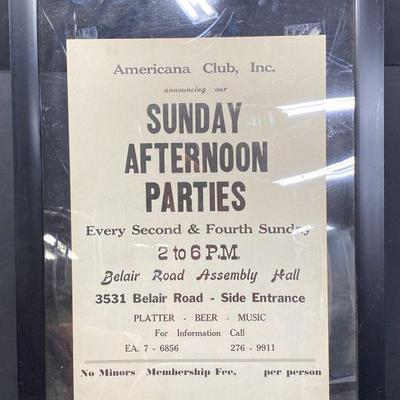 Americana Club, Inc.
announcing our
SUNDAY
AFTERNOON
PARTIES
Every Second & Fourth Sunday
2 to 6 P.M.
Belair Road Assembly Hall
3531 Belair Road - Side Entrance
PLATTER - BEER - MUSIC
For Information Call
EA. 7 - 6856 276 - 9911
No Minors Membership Fee, per person